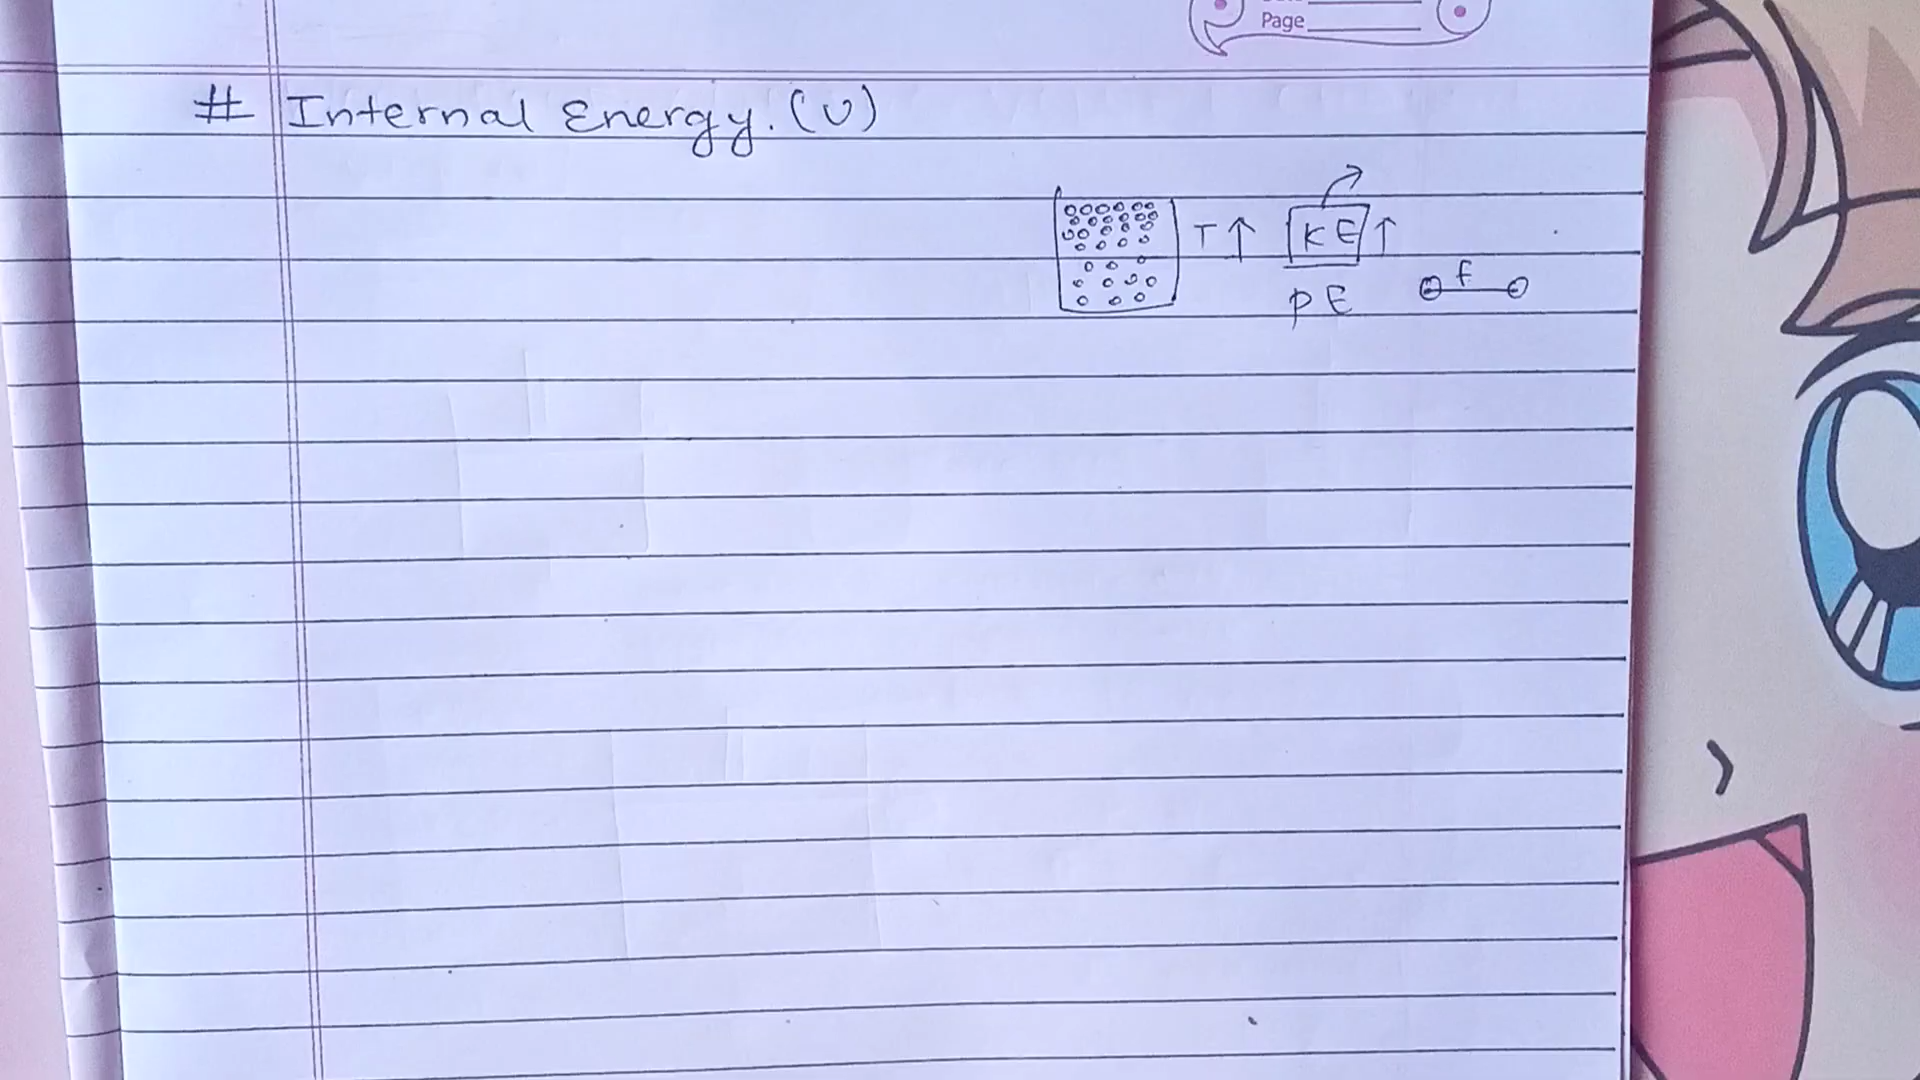 Page
# Internal Energy. (U)
T↑ KE↑
PE f